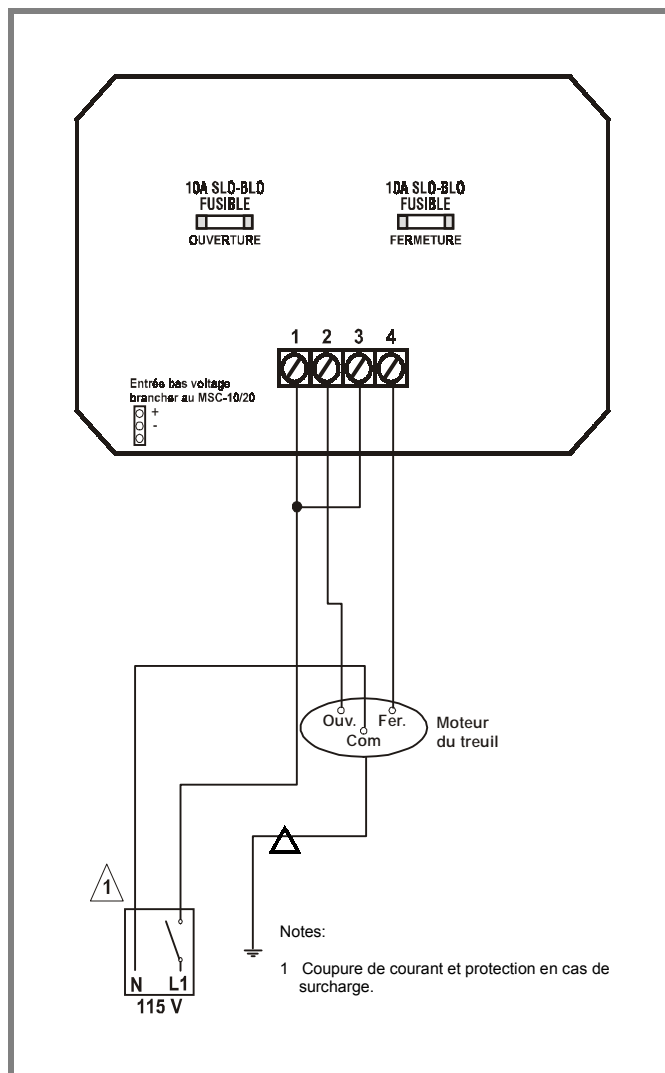 10A SLO-BLO
FUSIBLE
OUVERTURE
10A SLO-BLO
FUSIBLE
FERMETURE
1 2 3 4
Entrée bas voltage
brancher au MSC-10/20
+
-
Ouv. Fer.
Com
Moteur
du treuil
1
N L1
115 V
Notes:
1 Coupure de courant et protection en cas de
surcharge.